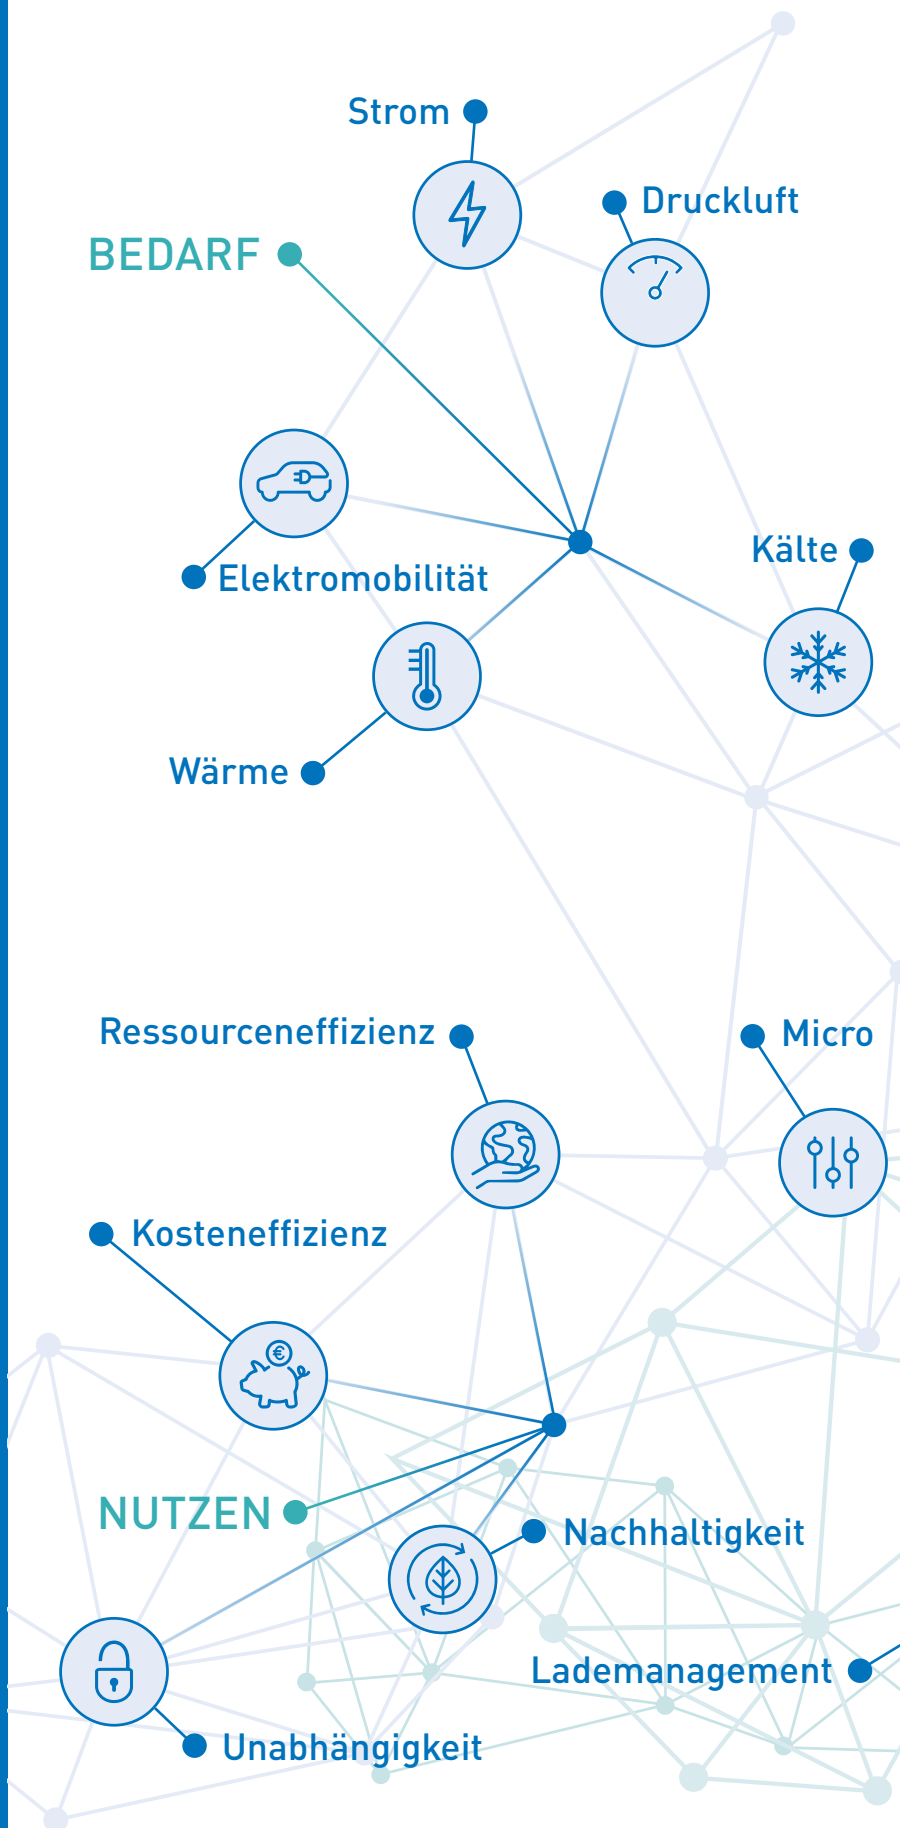 Strom
Druckluft
BEDARF
Kälte
Elektromobilität
Wärme
Ressourceneffizienz
Micro
Kosteneffizienz
€
NUTZEN
Nachhaltigkeit
Lademanagement
Unabhängigkeit